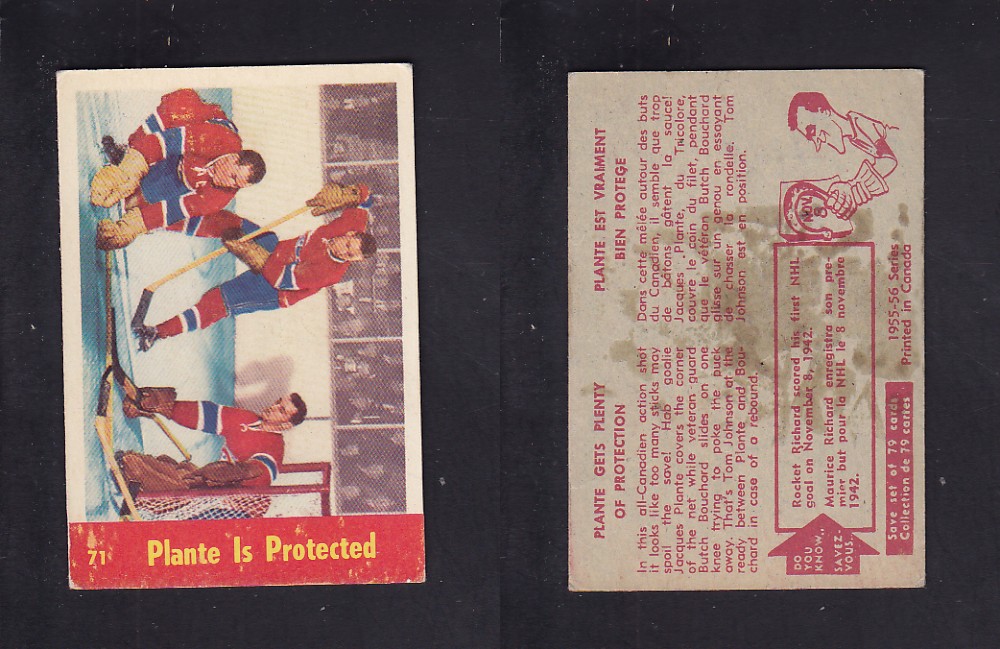 71
Plante Is Protected
PLANTE GETS PLENTY
OF PROTECTION
In this all-Canadien action shot
it looks like too many sticks may
spoil the save! Hab goalie
Jacques Plante covers the corner
of the net while veteran guard
Butch Bouchard slides on one
knee trying to poke the puck
away. That's Tom Johnson at the
ready between Plante and Bou-
chard in case of a rebound.
PLANTE EST VRAIMENT
BIEN PROTEGE
Dans cette mêlée autour des buts
du Canadien, il semble que trop
de bâtons gâtent la sauce!
Jacques Plante, du Tricolore,
couvre le coin du filet, pendant
que le vétéran Butch Bouchard
glisse sur un genou en essayant
de chasser la rondelle. Tom
Johnson est en position.
DO
YOU
KNOW..
SAVEZ-
VOUS...
Rocket Richard scored his first NHL
goal on November 8, 1942.
Maurice Richard enregistra son pre-
mier but pour la NHL le 8 novembre
1942.
NOV.
8
Save set of 79 cards
Collection de 79 cartes
1955-56 Series
Printed in Canada